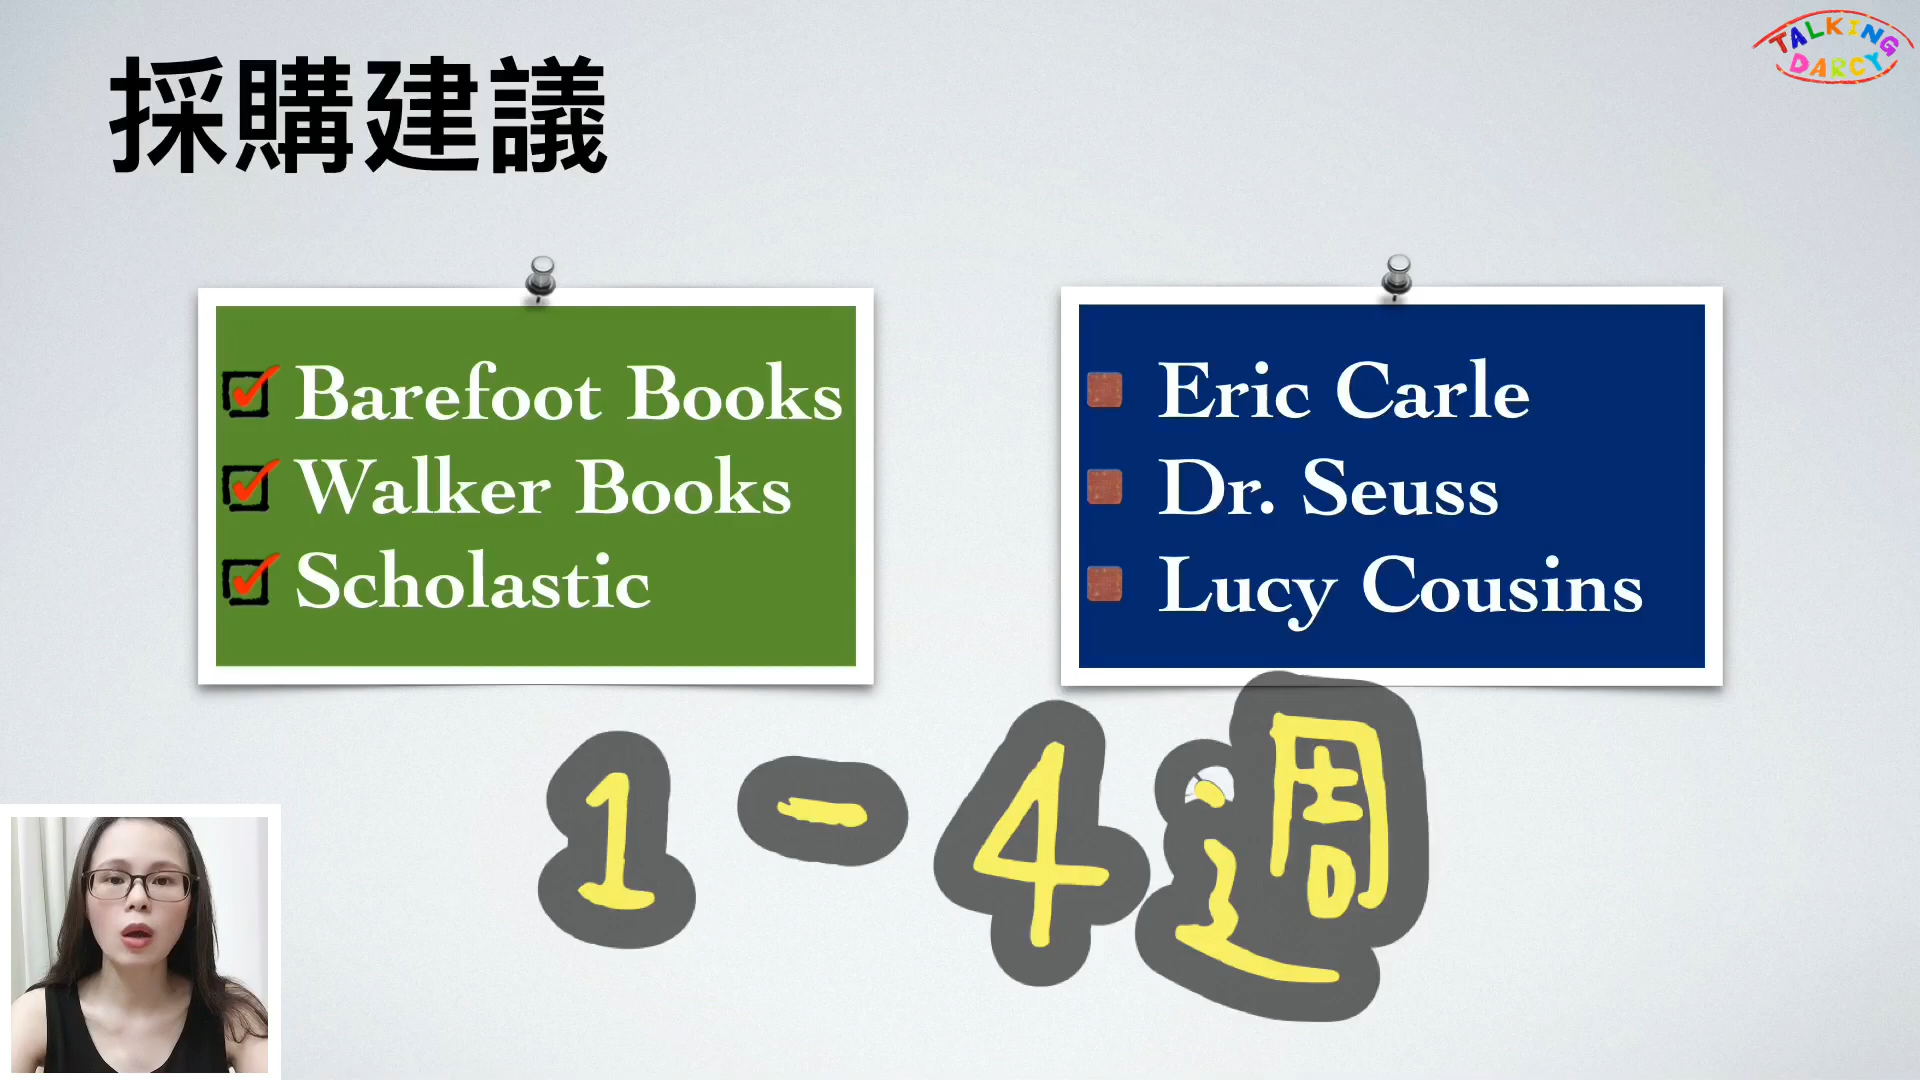 TALKING
DARCY
採購建議
Barefoot Books
Walker Books
Scholastic
Eric Carle
Dr. Seuss
Lucy Cousins
1-4週